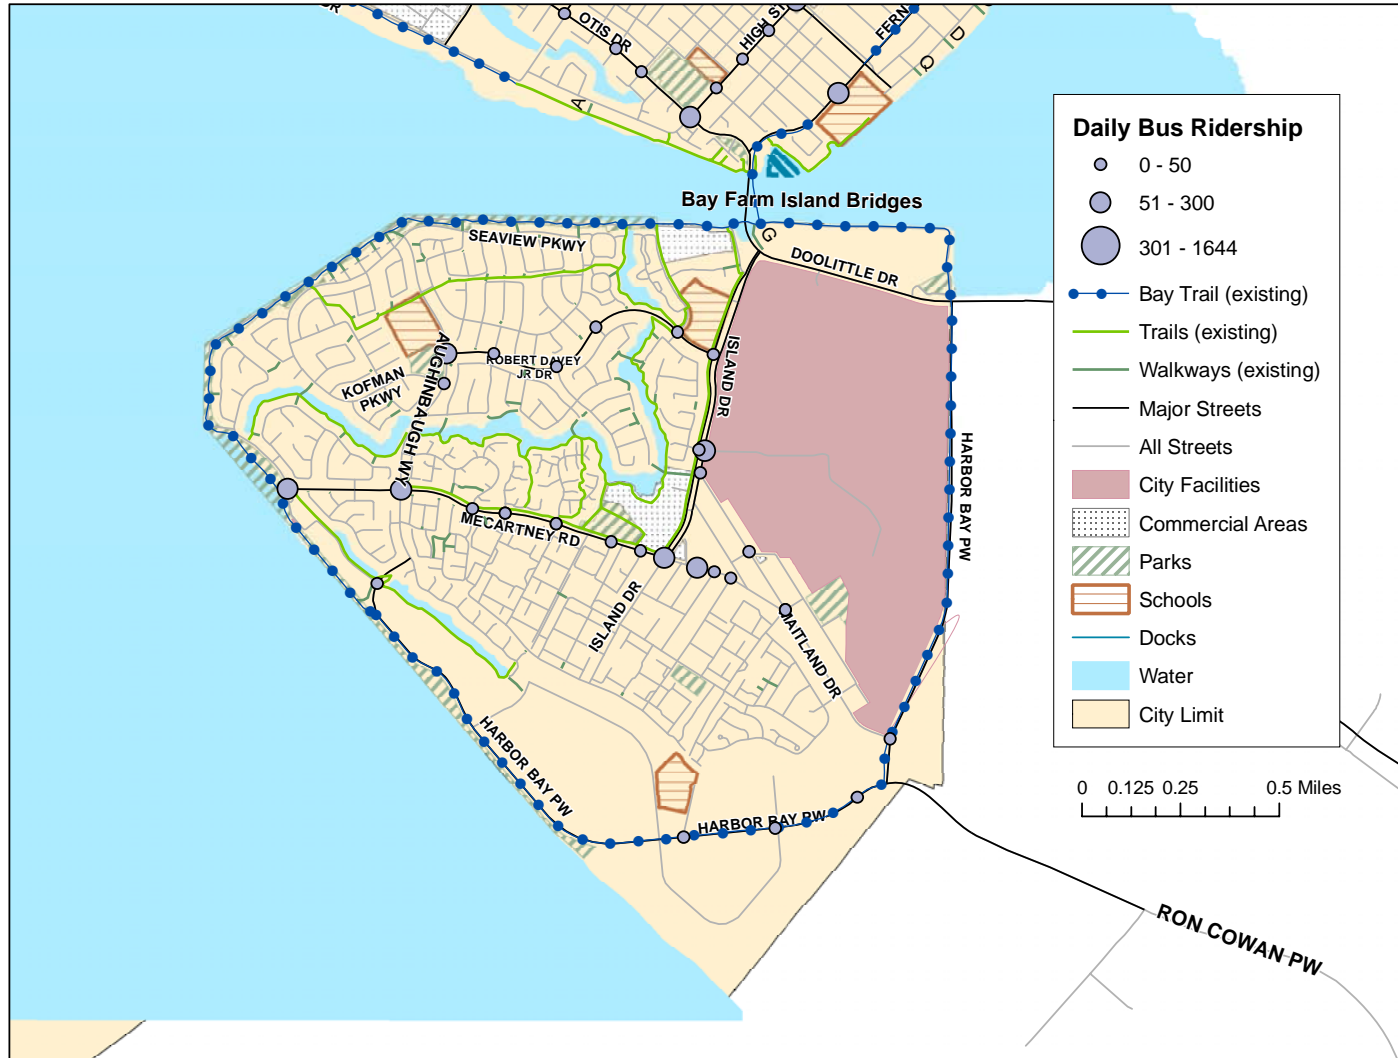 DR
OTIS DR
HIGH ST
FERN
D
Q
A
Bay Farm Island Bridges
G
SEAVIEW PKWY
DOOLITTLE DR
ISLAND DR
AUGHINBAUGH WY
ROBERT DAVEY
JR DR
KOFMAN
PKWY
HARBOR BAY PW
MECARTNEY RD
ISLAND DR
MAITLAND DR
HARBOR BAY PW
HARBOR BAY PW
RON COWAN PW
Daily Bus Ridership
0 - 50
51 - 300
301 - 1644
Bay Trail (existing)
Trails (existing)
Walkways (existing)
Major Streets
All Streets
City Facilities
Commercial Areas
Parks
Schools
Docks
Water
City Limit
0 0.125 0.25 0.5 Miles